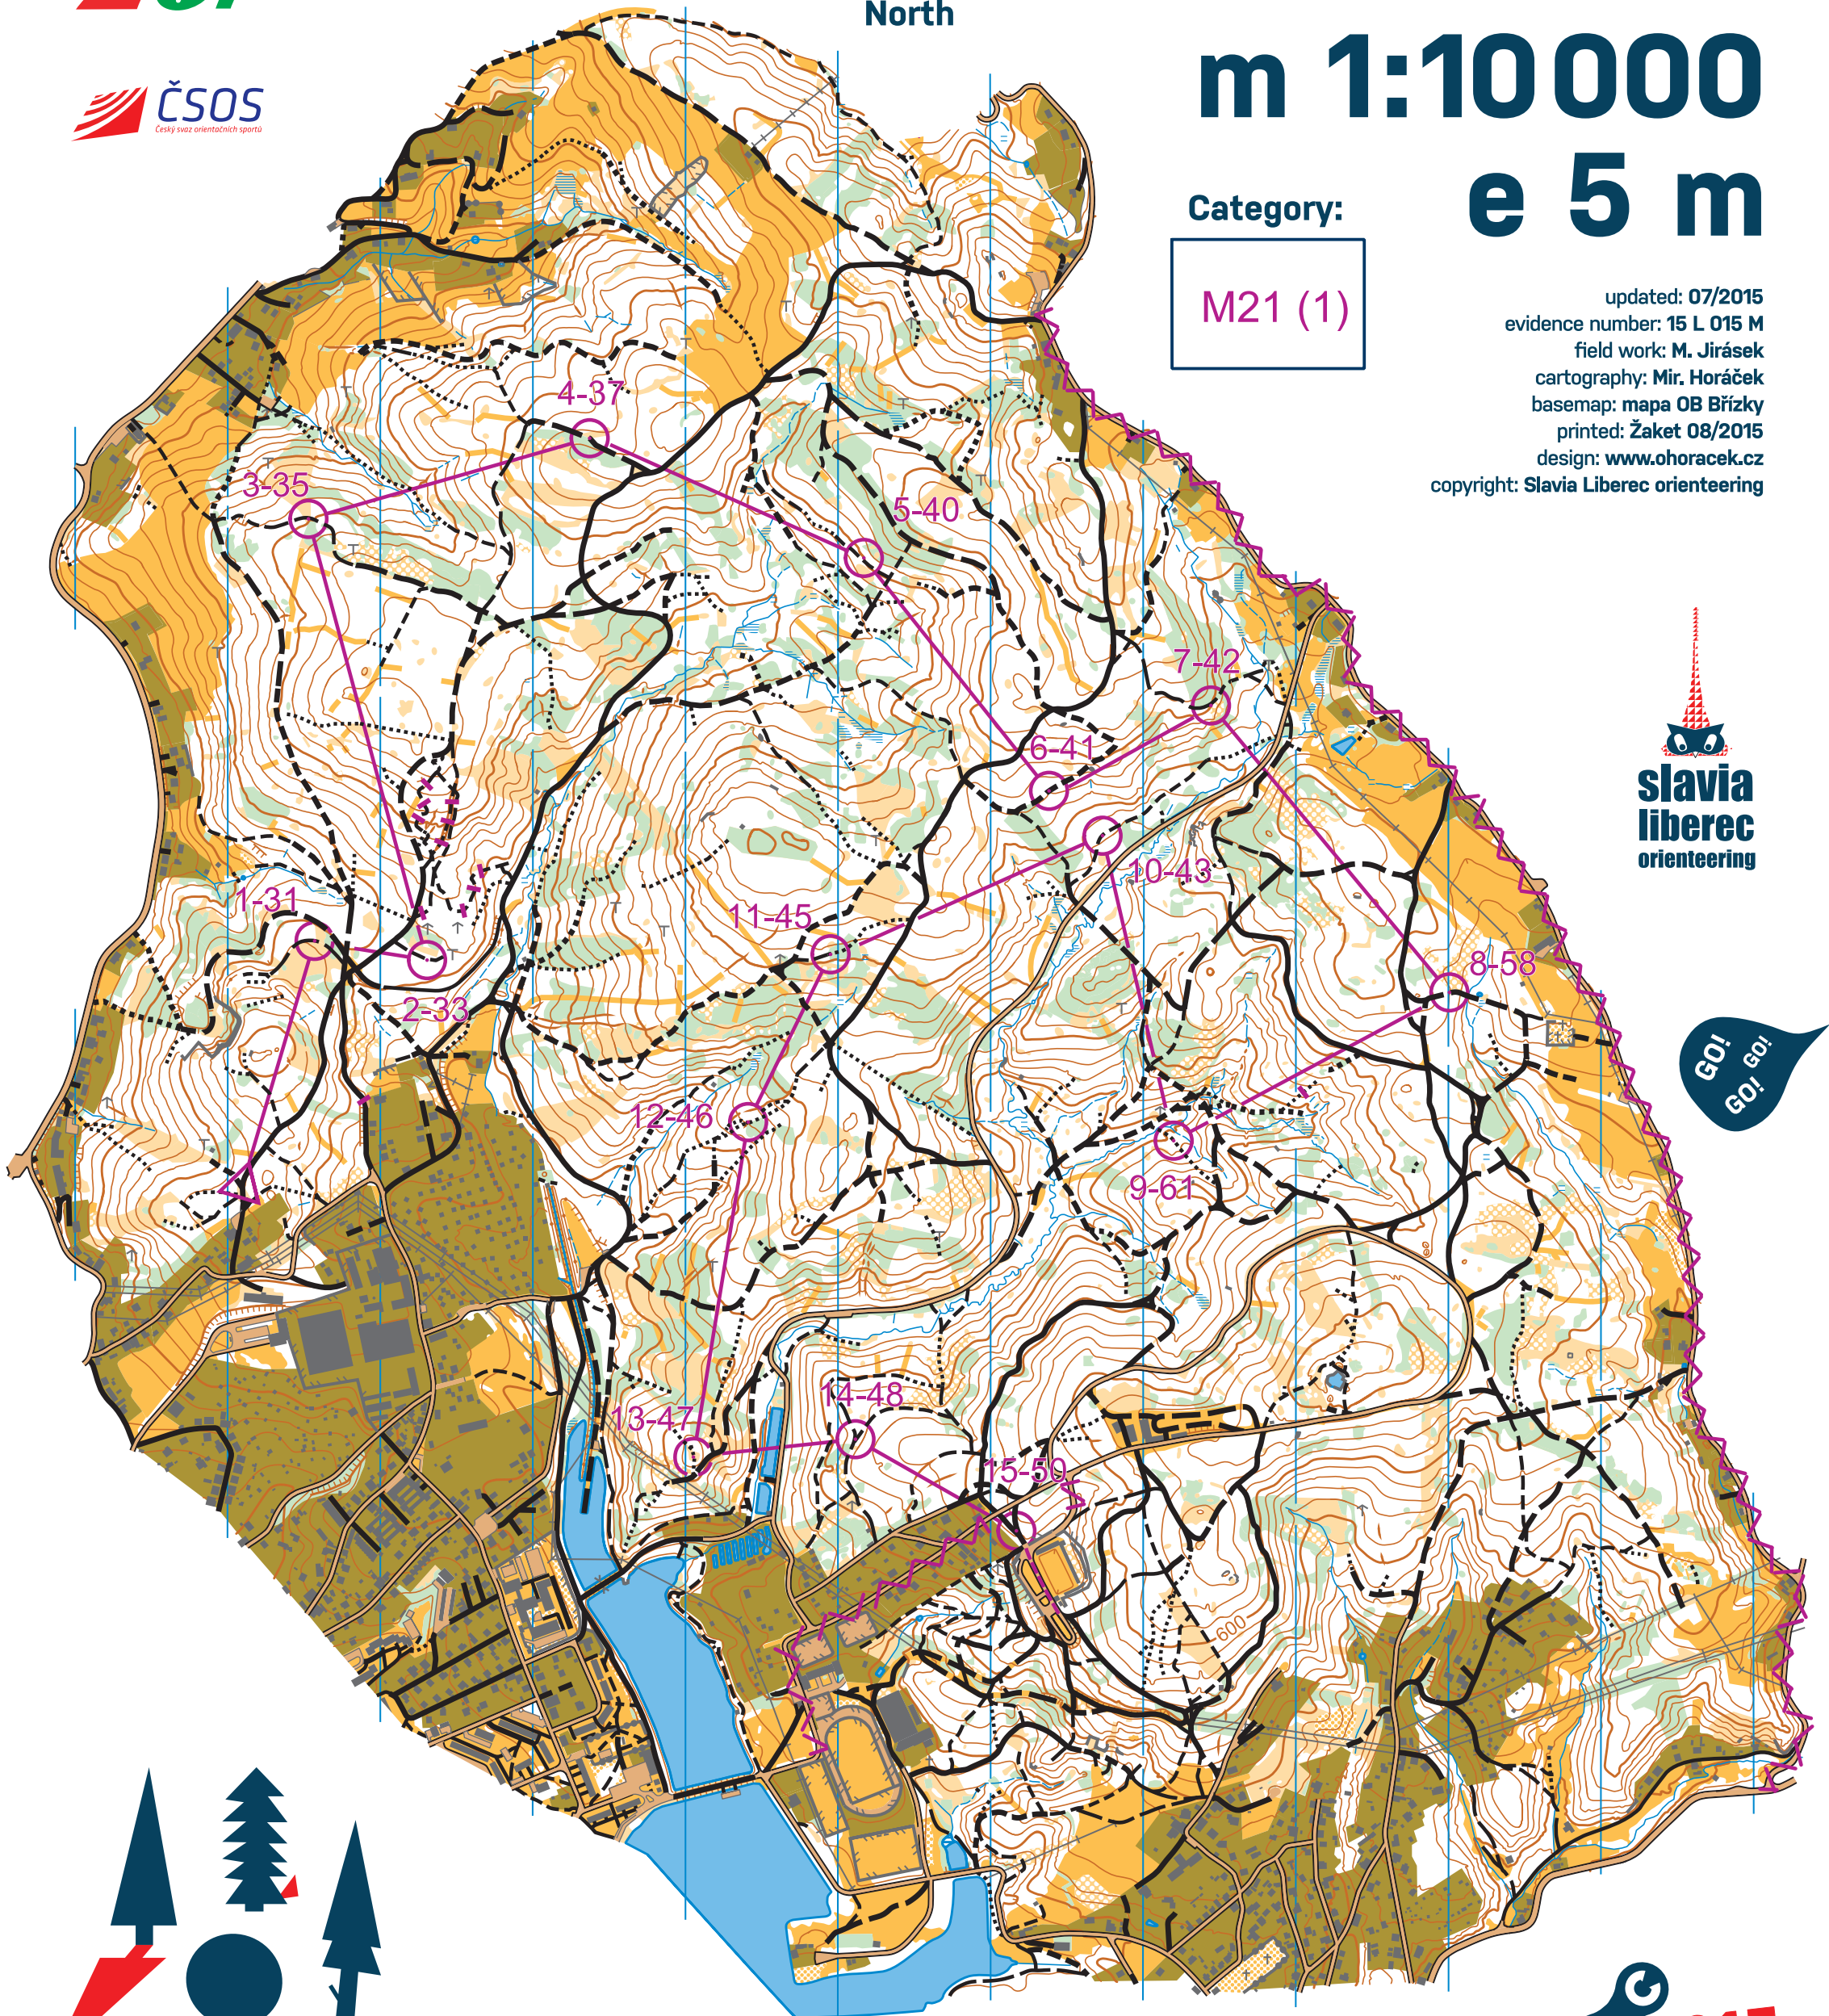 North
m 1:10 000
e 5 m
ČSOS
Český svaz orientačních sportů
Category:
M21 (1)
updated: 07/2015
evidence number: 15 L 015 M
field work: M. Jirásek
cartography: Mir. Horáček
basemap: mapa OB Břízky
printed: Žaket 08/2015
design: www.ohoracek.cz
copyright: Slavia Liberec orienteering
4-37
3-35
5-40
7-42
6-41
slavia
liberec
orienteering
10-43
1-31
11-45
8-58
2-33
GO!
GO!
GO!
12-46
9-61
14-48
13-47
15-50
600